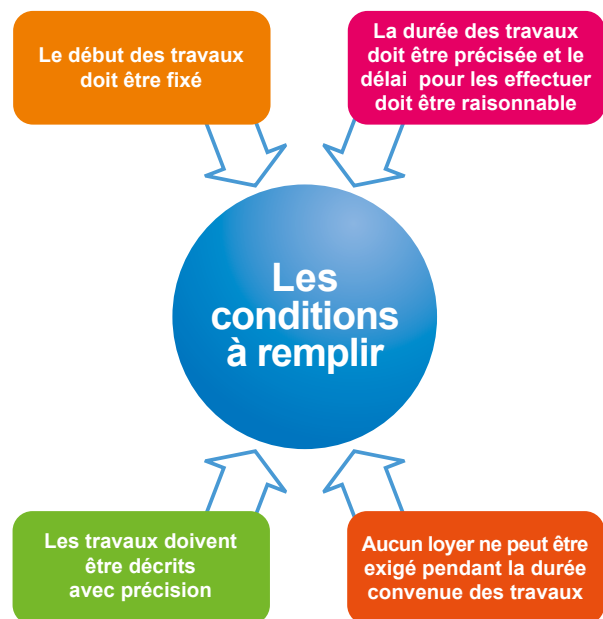 Le début des travaux
doit être fixé
La durée des travaux
doit être précisée et le
délai pour les effectuer
doit être raisonnable
Les
conditions
à remplir
Les travaux doivent
être décrits
avec précision
Aucun loyer ne peut être
exigé pendant la durée
convenue des travaux